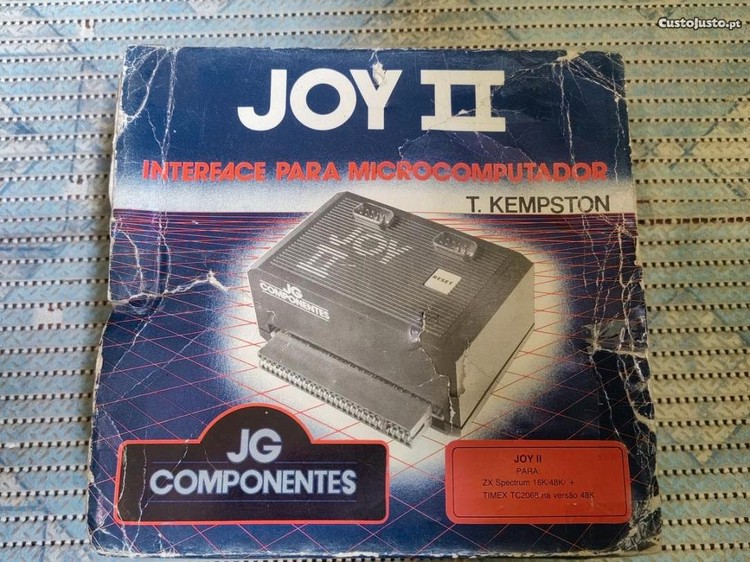 CustoJusto.pt
JOY II
INTERFACE PARA MICROCOMPUTADOR
T. KEMPSTON
JOY
II
RESET
JG
COMPONENTES
JG
COMPONENTES
JOY II
PARA
ZX Spectrum 16K/48K/ +
TIMEX TC2068 na versão 48K